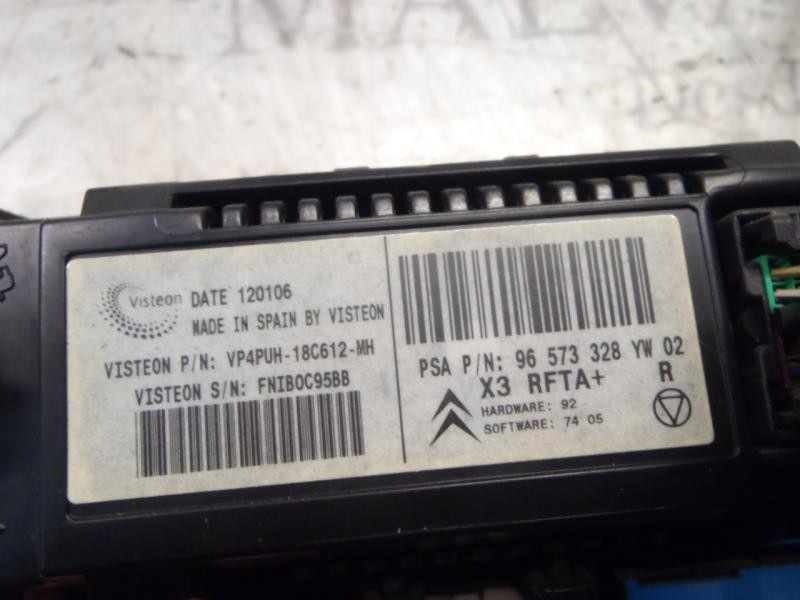 Visteon
DATE 120106
MADE IN SPAIN BY VISTEON
VISTEON P/N: VP4PUH-18C612-MH
VISTEON S/N: FNIBOC95BB
PSA P/N: 96 573 328 YW 02
X3 RFTA+
R
HARDWARE: 92
SOFTWARE: 74 05